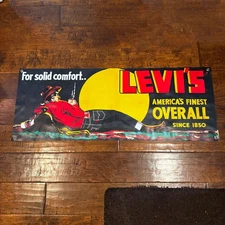 For solid comfort..
LEVI'S
AMERICA'S FINEST
OVERALL
SINCE 1850